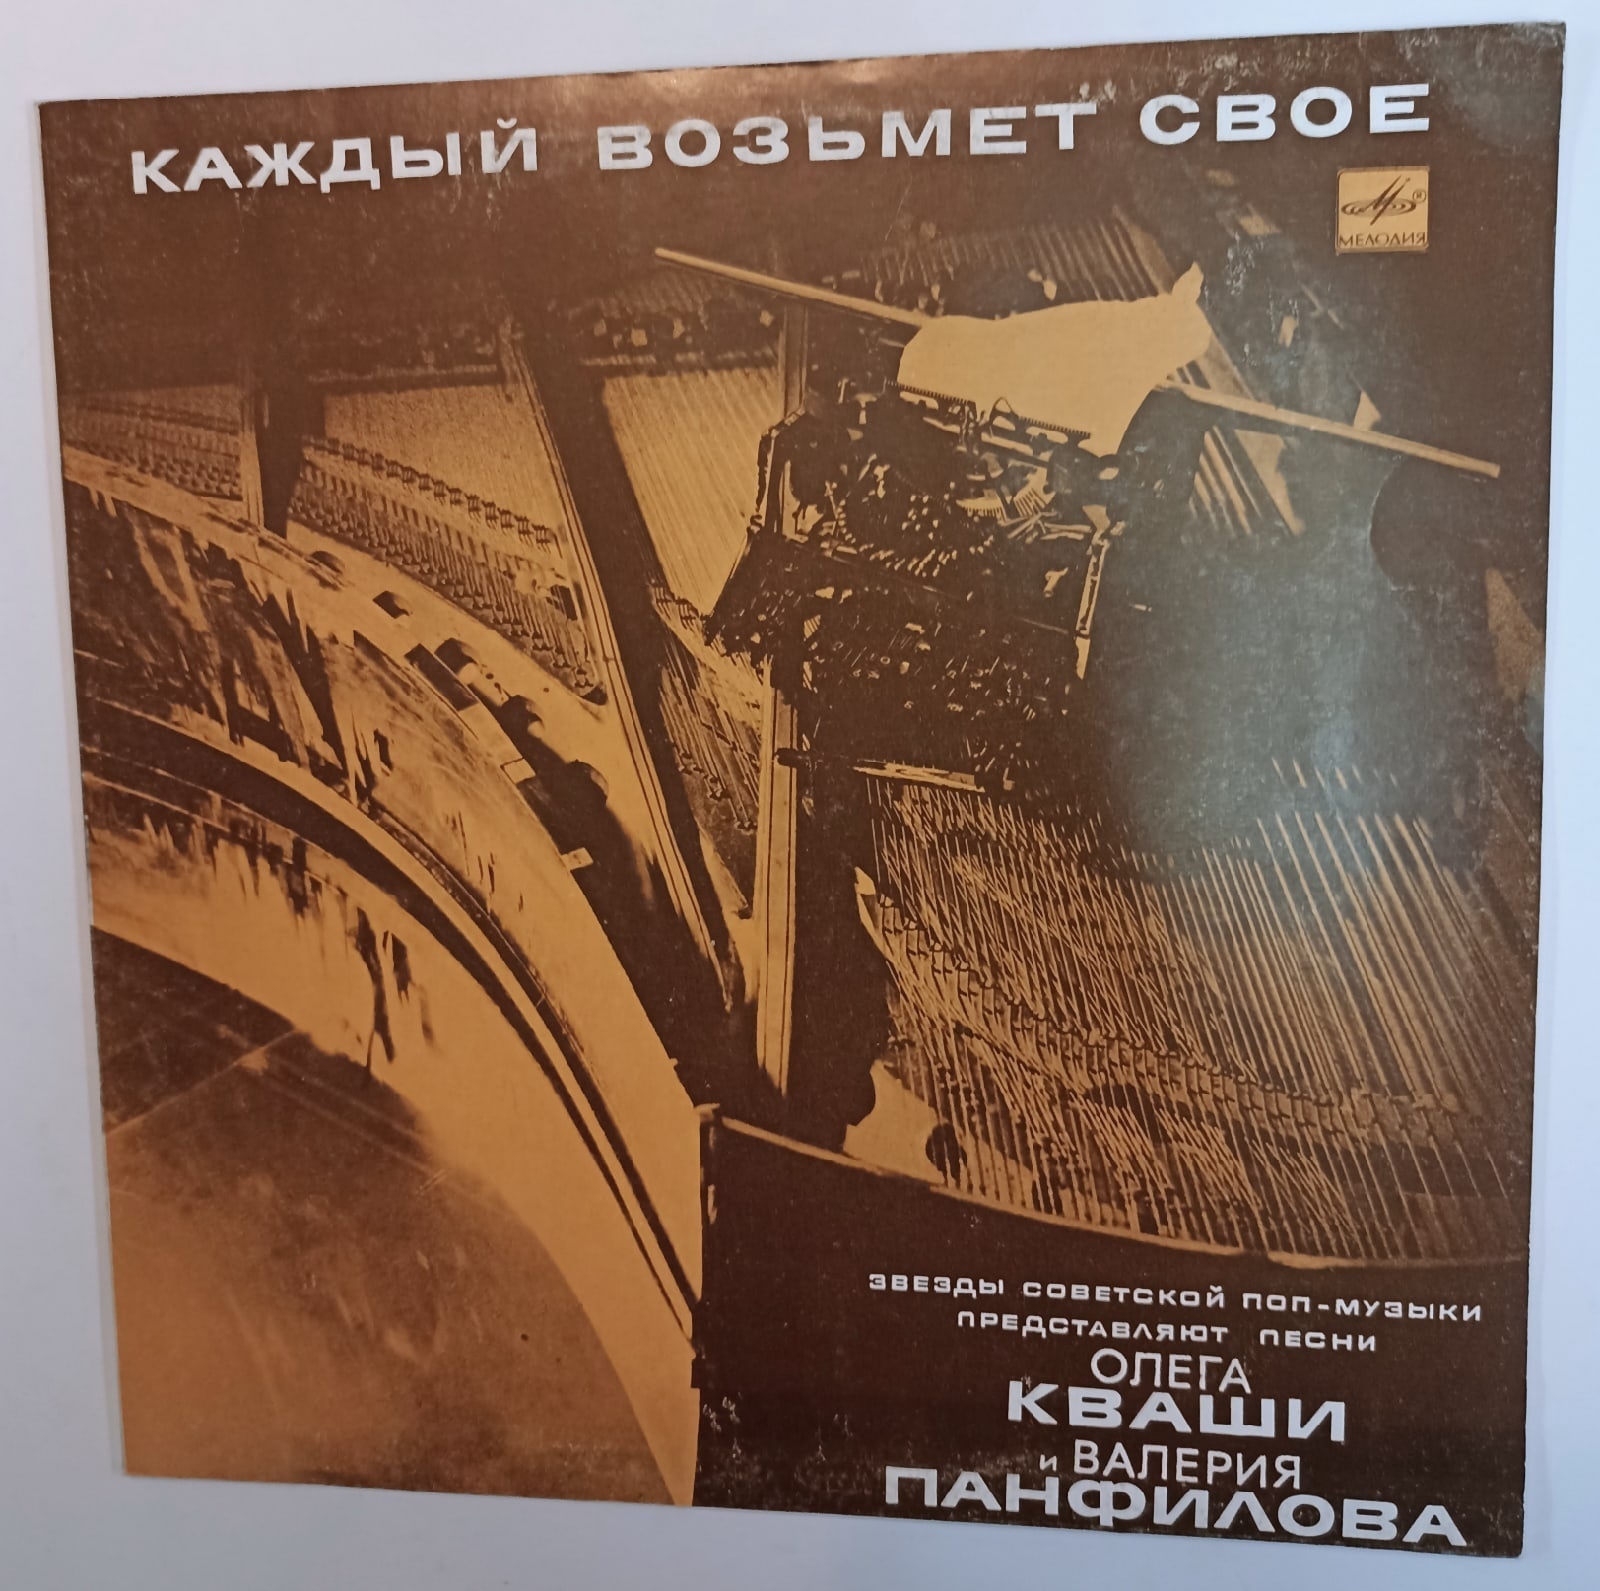 КАЖДЫЙ ВОЗЬМЕТ СВОЕ
МЕЛОДИЯ
ЗВЕЗДЫ СОВЕТСКОЙ ПОП-МУЗЫКИ
ПРЕДСТАВЛЯЮТ ПЕСНИ
ОЛЕГА
КВАШИ
и ВАЛЕРИЯ
ПАНФИЛОВА